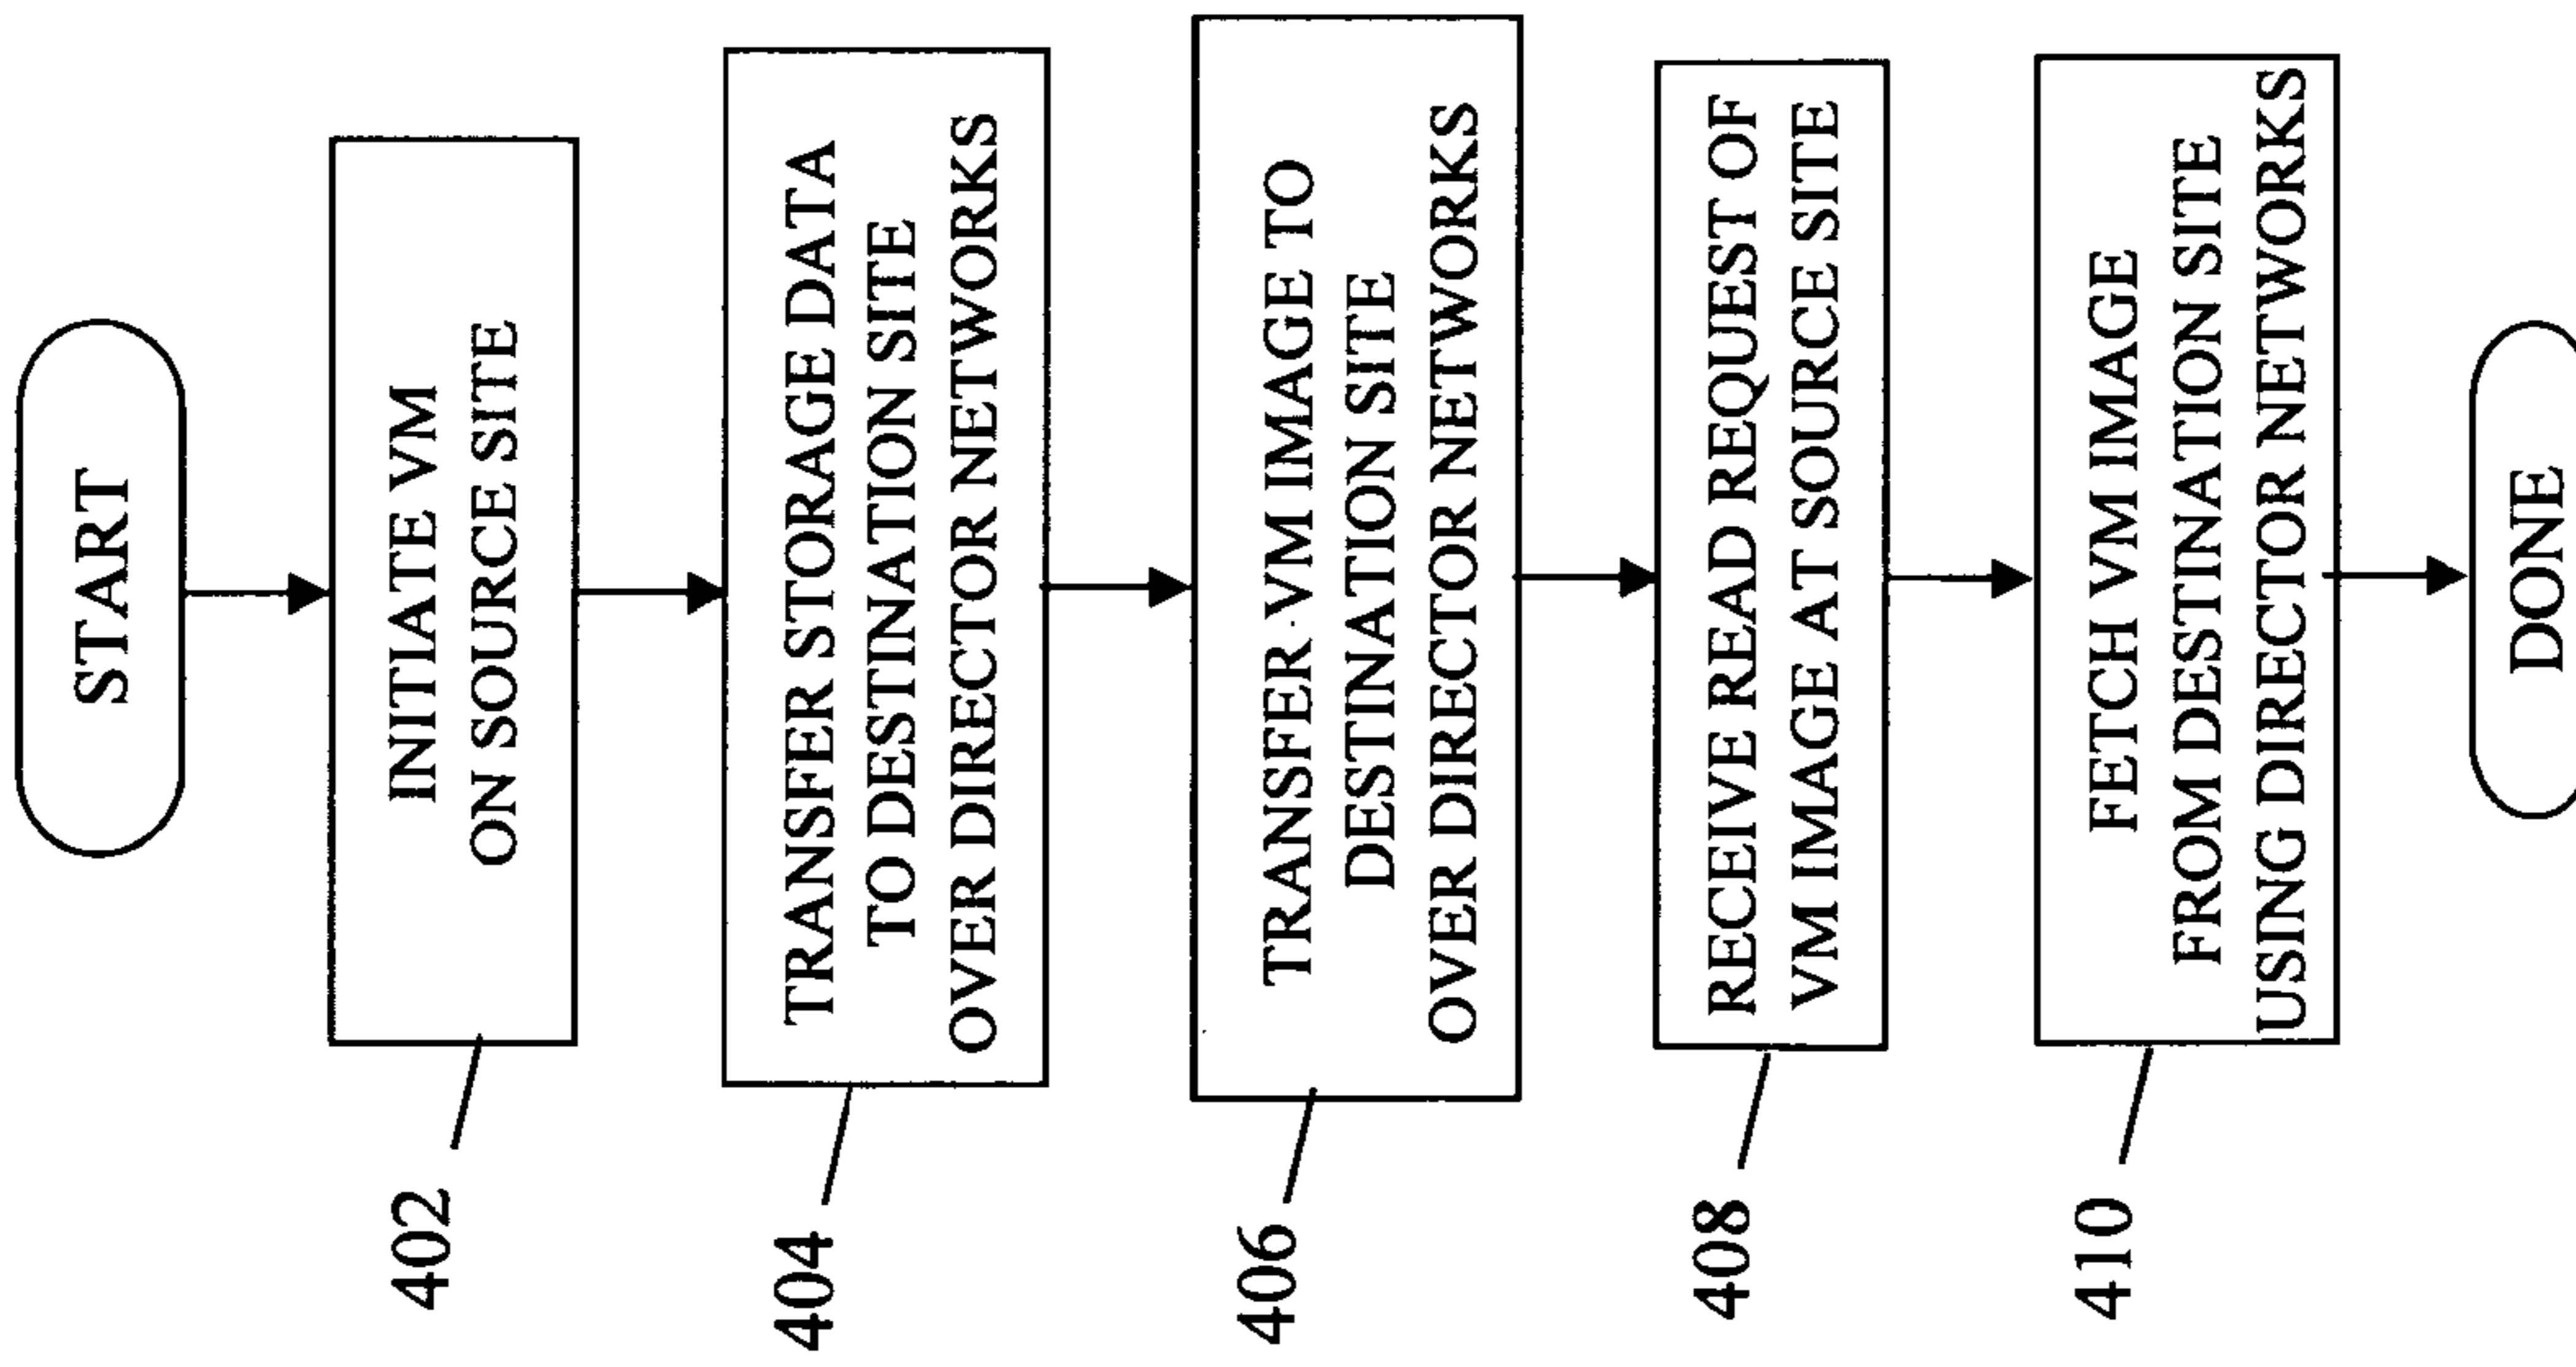 START
402
INITIATE VM
ON SOURCE SITE
404
TRANSFER STORAGE DATA
TO DESTINATION SITE
OVER DIRECTOR NETWORKS
406
TRANSFER VM IMAGE TO
DESTINATION SITE
OVER DIRECTOR NETWORKS
408
RECEIVE READ REQUEST OF
VM IMAGE AT SOURCE SITE
410
FETCH VM IMAGE
FROM DESTINATION SITE
USING DIRECTOR NETWORKS
DONE